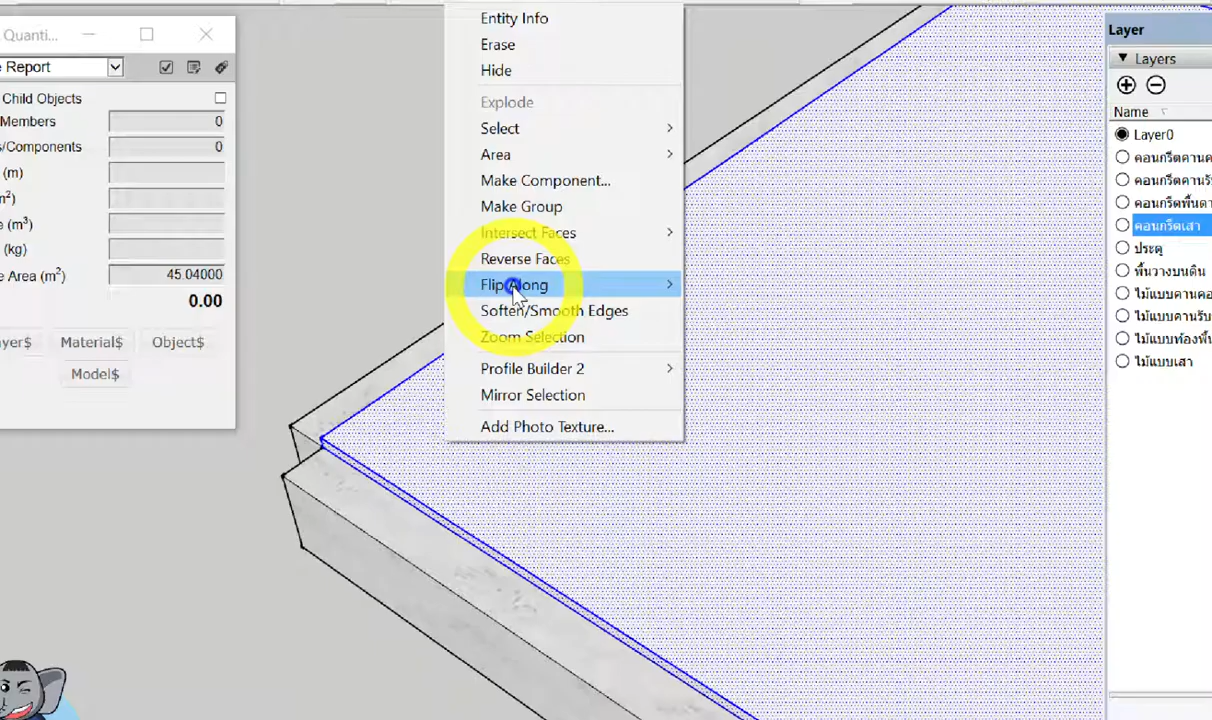 Quanti...
Report
Child Objects
Members 0
s/Components 0
(m)
m²)
(m³)
(kg)
Area (m²) 45.04000
0.00
ayer$ Material$ Object$
Model$
Entity Info
Erase
Hide
Explode
Select
Area
Make Component...
Make Group
Intersect Faces
Reverse Faces
Flip Along
Soften/Smooth Edges
Zoom Selection
Profile Builder 2
Mirror Selection
Add Photo Texture...
Layer
Layers
Name
Layer0
คอนกรีตคานค
คอนกรีตคานรั
คอนกรีตพื้นดา
คอนกรีตเสา
ประตู
พื้นวางบนดิน
ไม้แบบคานคอ
ไม้แบบคานรับ
ไม้แบบท้องพื้
ไม้แบบเสา